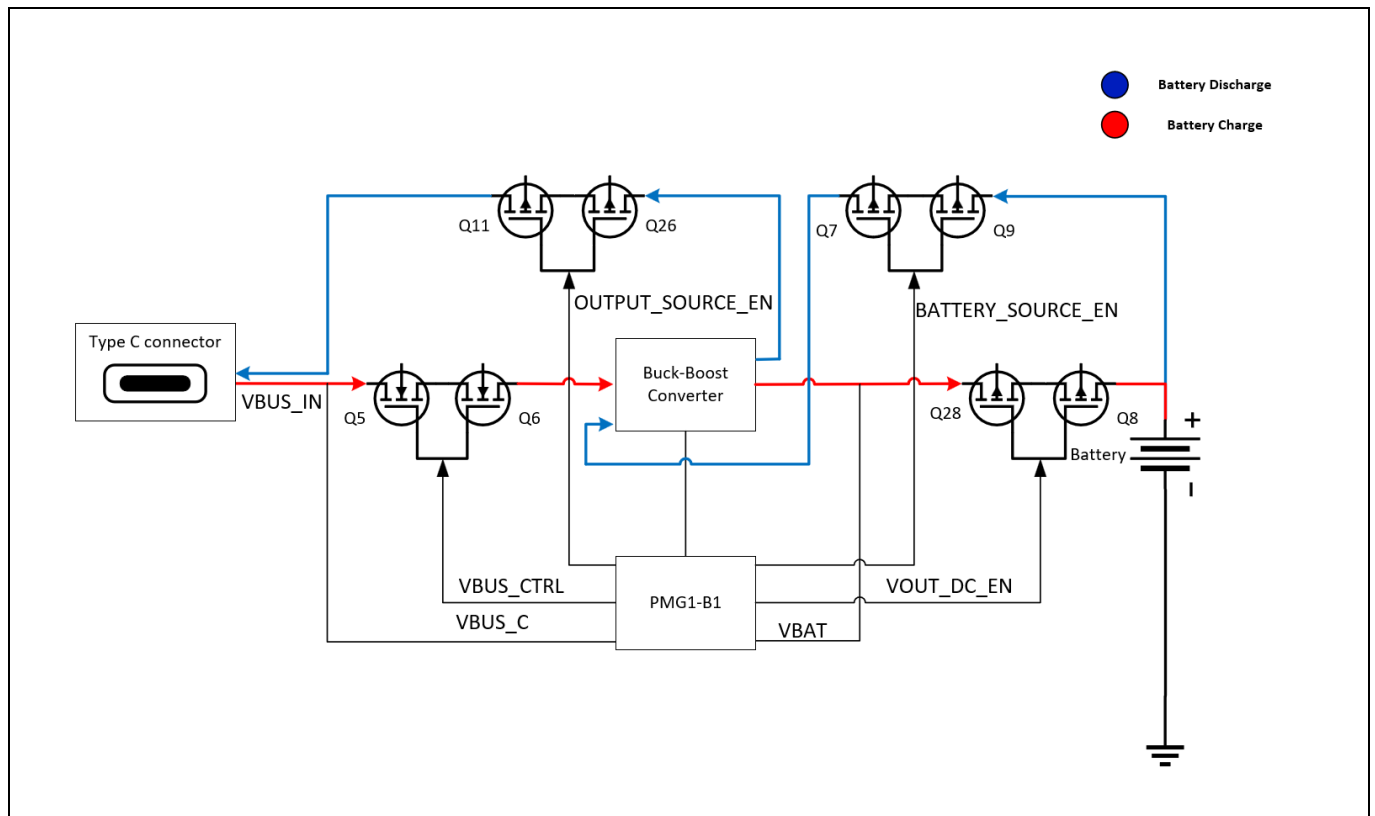 Battery Discharge
Battery Charge
Q11
Q26
Q7
Q9
OUTPUT_SOURCE_EN
BATTERY_SOURCE_EN
Type C connector
VBUS_IN
Q5
Q6
Buck-Boost
Converter
Q28
Q8
Battery
+
-
VBUS_CTRL
VBUS_C
PMG1-B1
VOUT_DC_EN
VBAT